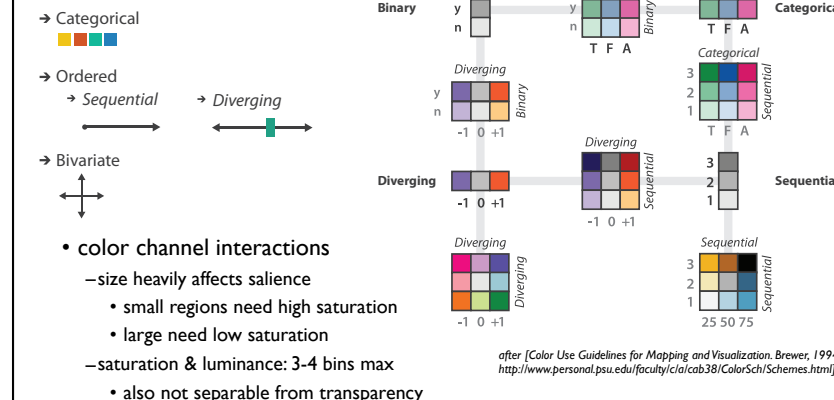 → Categorical
→ Ordered
→ Sequential → Diverging
→ Bivariate
• color channel interactions
–size heavily affects salience
• small regions need high saturation
• large need low saturation
–saturation & luminance: 3-4 bins max
• also not separable from transparency
Binary
y
n
y
n
Binary
T F A
T F A
Categorica
Diverging
y
n
Binary
-1 0 +1
Categorical
3
2
1
Sequential
T F A
Diverging
-1 0 +1
Diverging
Sequential
-1 0 +1
3
2
1
Sequentia
Diverging
Diverging
-1 0 +1
Sequential
3
2
1
Sequential
25 50 75
after [Color Use Guidelines for Mapping and Visualization. Brewer, 1994
http://www.personal.psu.edu/faculty/c/a/cab38/ColorSch/Schemes.html]